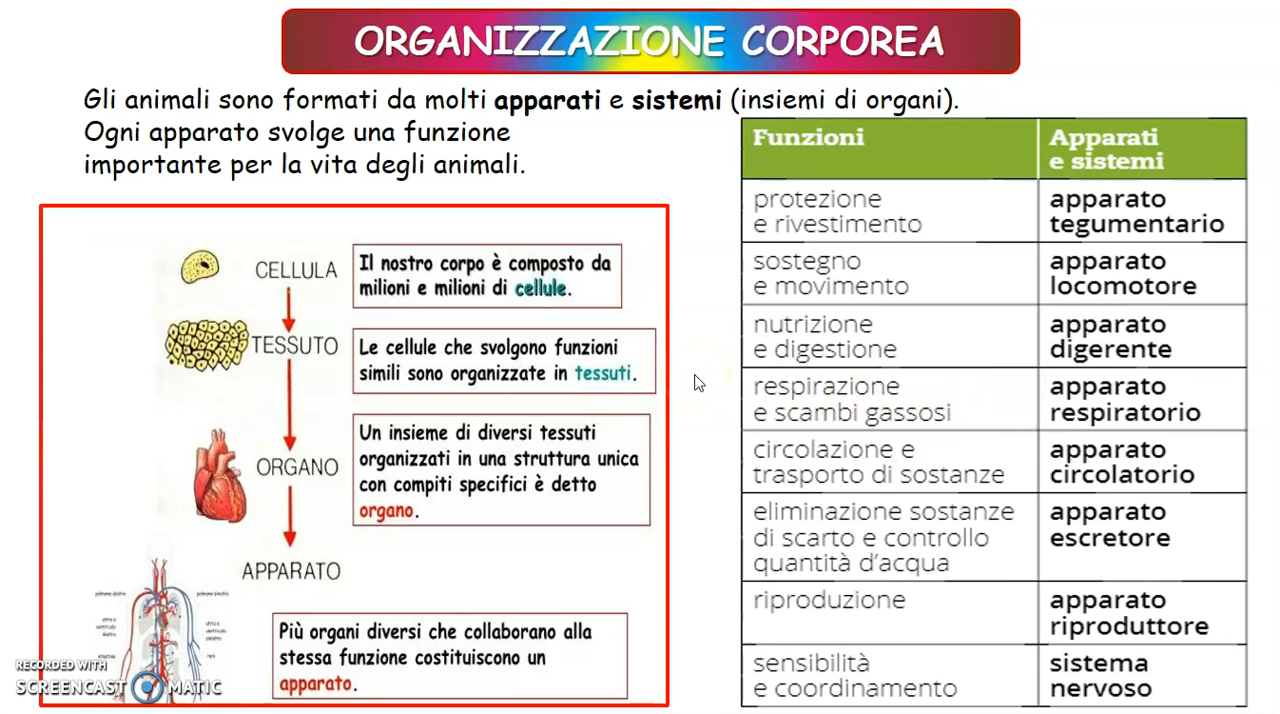 ORGANIZZAZIONE CORPOREA
Gli animali sono formati da molti apparati e sistemi (insiemi di organi).
Ogni apparato svolge una funzione
importante per la vita degli animali.
CELLULA
Il nostro corpo è composto da
milioni e milioni di cellule.
TESSUTO
Le cellule che svolgono funzioni
simili sono organizzate in tessuti.
ORGANO
Un insieme di diversi tessuti
organizzati in una struttura unica
con compiti specifici è detto
organo.
APPARATO
Più organi diversi che collaborano alla
stessa funzione costituiscono un
apparato.
RECORDED WITH
SCREENCAST MATIC
Funzioni
Apparati
e sistemi
protezione
e rivestimento
apparato
tegumentario
sostegno
e movimento
apparato
locomotore
nutrizione
e digestione
apparato
digerente
respirazione
e scambi gassosi
apparato
respiratorio
circolazione e
trasporto di sostanze
apparato
circolatorio
eliminazione sostanze
di scarto e controllo
quantità d'acqua
apparato
escretore
riproduzione
apparato
riproduttore
sensibilità
e coordinamento
sistema
nervoso